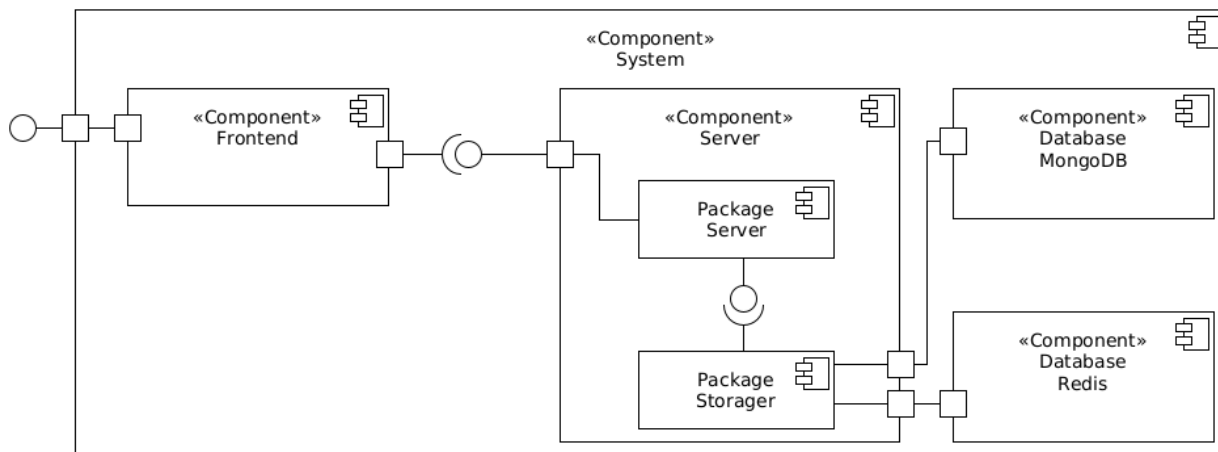 «Component»
System
«Component»
Frontend
«Component»
Server
Package
Server
Package
Storager
«Component»
Database
MongoDB
«Component»
Database
Redis